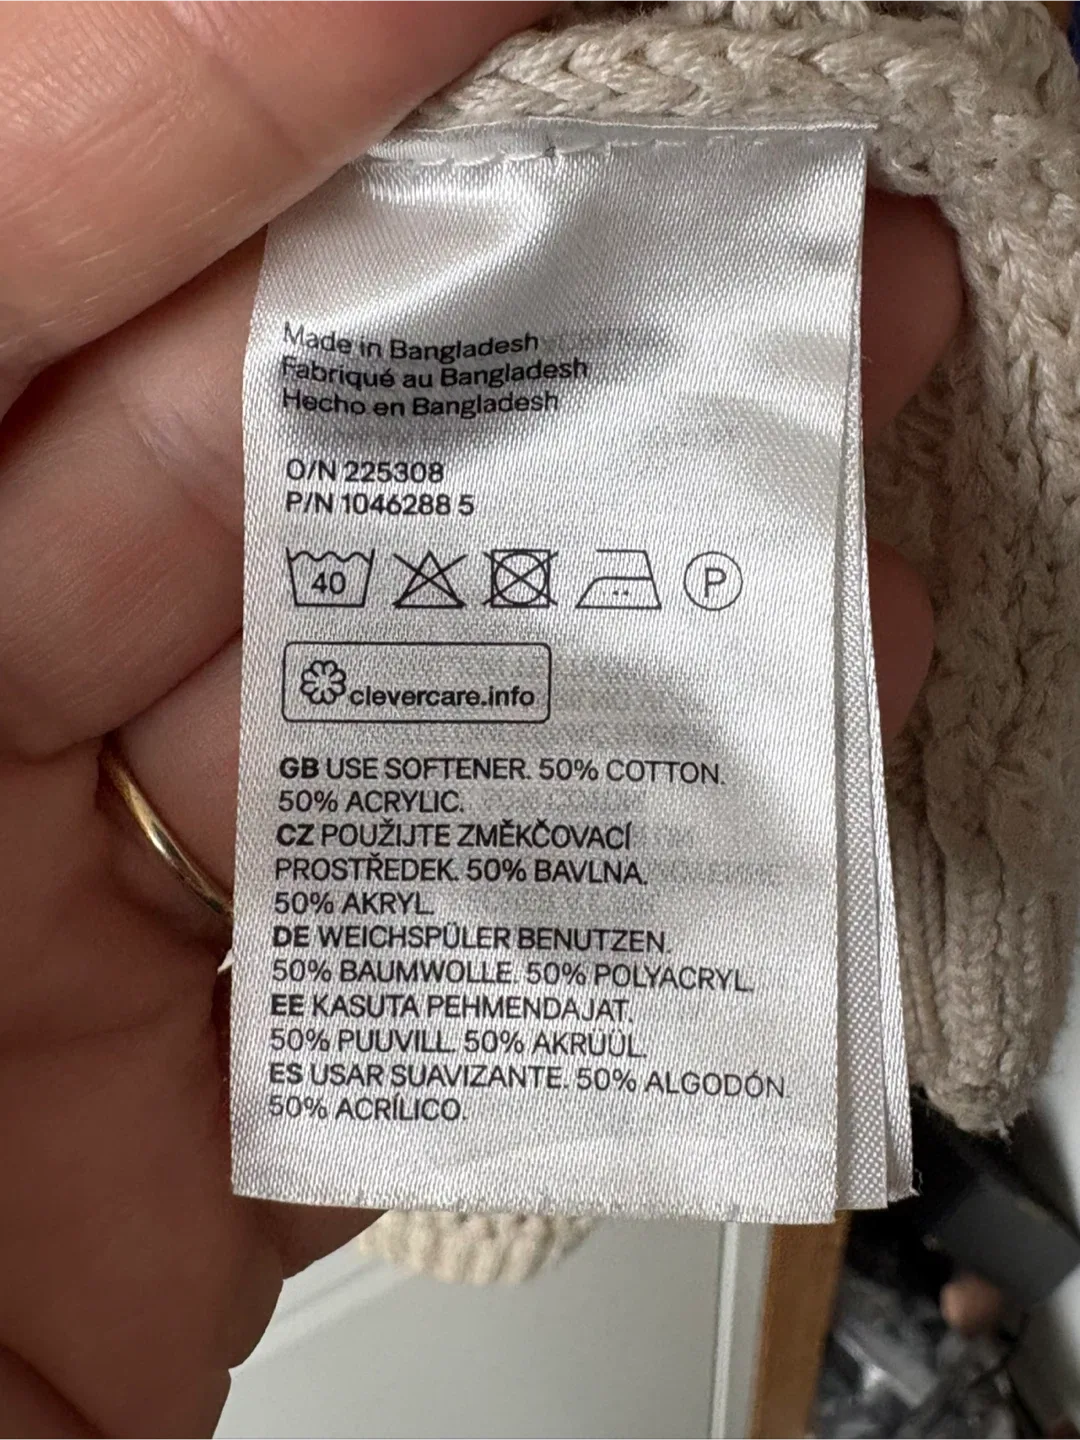 Made in Bangladesh
Fabriqué au Bangladesh
Hecho en Bangladesh
O/N 225308
P/N 1046288 5
40
P
clevercare.info
GB USE SOFTENER. 50% COTTON.
50% ACRYLIC.
CZ POUŽIJTE ZMĚKČOVACÍ
PROSTŘEDEK. 50% BAVLNA.
50% AKRYL.
DE WEICHSPÜLER BENUTZEN.
50% BAUMWOLLE. 50% POLYACRYL.
EE KASUTA PEHMENDAJAT.
50% PUUVILL. 50% AKRÜÜL.
ES USAR SUAVIZANTE. 50% ALGODÓN.
50% ACRÍLICO.